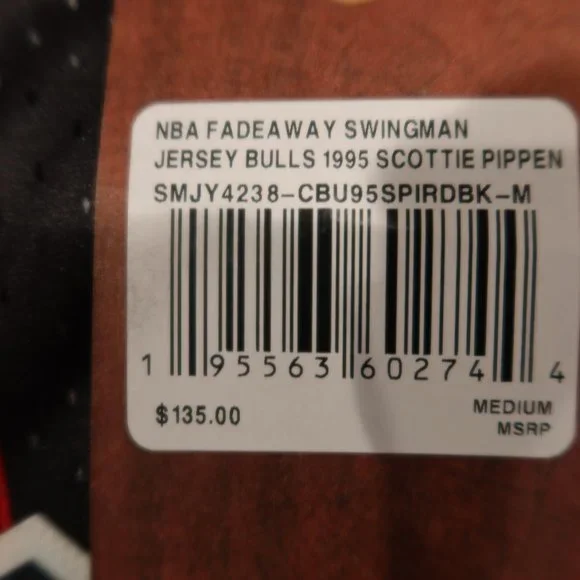 NBA FADEAWAY SWINGMAN
JERSEY BULLS 1995 SCOTTIE PIPPEN
SMJY4238-CBU95SPIRDBK-M
1 95563 60274 4
$135.00
MEDIUM
MSRP